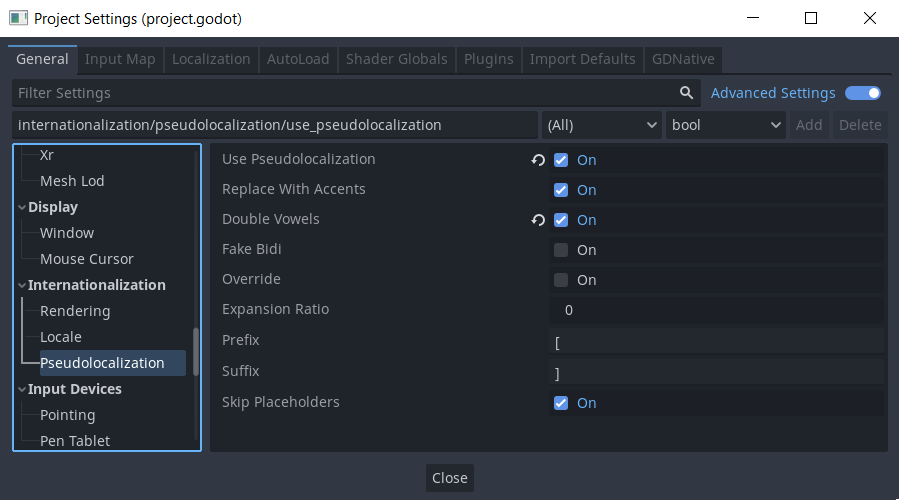 Project Settings (project.godot)
General Input Map Localization AutoLoad Shader Globals Plugins Import Defaults GDNative
Filter Settings Advanced Settings
internationalization/pseudolocalization/use_pseudolocalization (All) bool Add Delete
Xr
Mesh Lod
Display
Window
Mouse Cursor
Internationalization
Rendering
Locale
Pseudolocalization
Input Devices
Pointing
Pen Tablet
Use Pseudolocalization On
Replace With Accents On
Double Vowels On
Fake Bidi On
Override On
Expansion Ratio 0
Prefix [
Suffix ]
Skip Placeholders On
Close